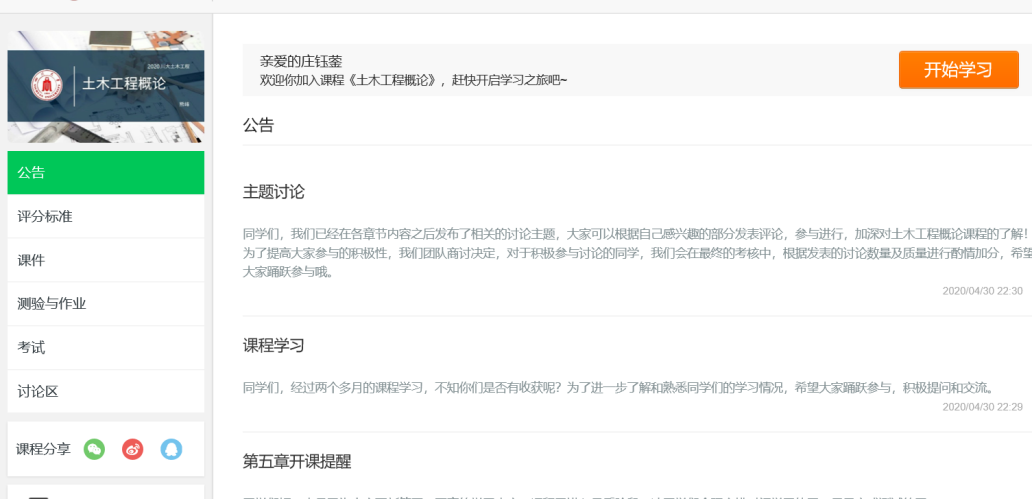 土木工程概论
公告
评分标准
课件
测验与作业
考试
讨论区
课程分享
亲爱的庄钰蓥
欢迎你加入课程《土木工程概论》，赶快开启学习之旅吧~
开始学习
公告
主题讨论
同学们，我们已经在各章节内容之后发布了相关的讨论主题，大家可以根据自己感兴趣的部分发表评论，参与进行，加深对土木工程概论课程的了解！
为了提高大家参与的积极性，我们团队商讨决定，对于积极参与讨论的同学，我们会在最终的考核中，根据发表的讨论数量及质量进行酌情加分，希望
大家踊跃参与哦。
2020/04/30 22:30
课程学习
同学们，经过两个多月的课程学习，不知你们是否有收获呢？为了进一步了解和熟悉同学们的学习情况，希望大家踊跃参与，积极提问和交流。
2020/04/30 22:29
第五章开课提醒